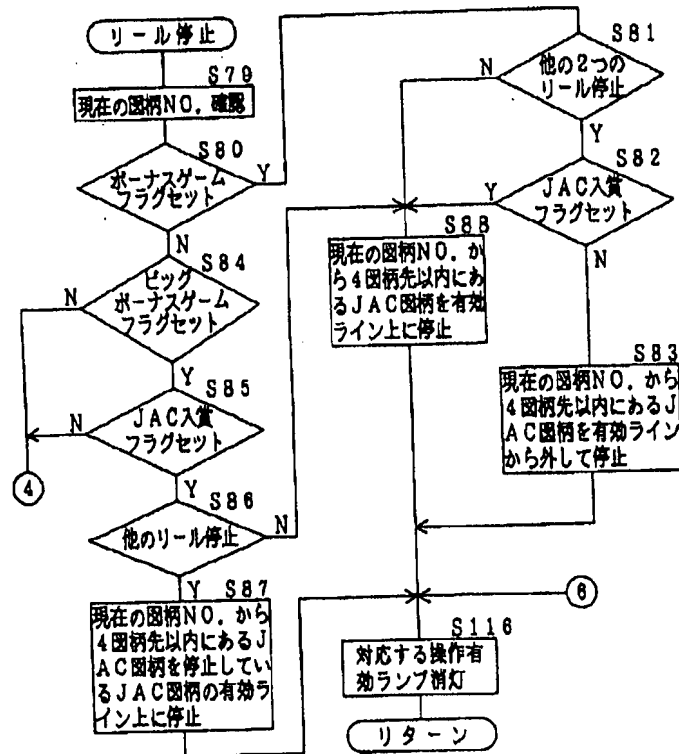 リール停止
S79
現在の図柄NO. 確認
S80
ボーナスゲーム
フラグセット
Y
N
S84
ビッグ
ボーナスゲーム
フラグセット
N
Y
S85
JAC入賞
フラグセット
N
Y
④
S86
他のリール停止
N
Y
S87
現在の図柄NO. から
4図柄先以内にあるJ
AC図柄を停止してい
るJAC図柄の有効ラ
イン上に停止
S81
他の2つの
リール停止
N
Y
S82
JAC入賞
フラグセット
Y
N
S88
現在の図柄NO. か
ら4図柄先以内にあ
るJAC図柄を有効
ライン上に停止
S83
現在の図柄NO. から
4図柄先以内にあるJ
AC図柄を有効ライン
から外して停止
⑥
S116
対応する操作有
効ランプ消灯
リターン